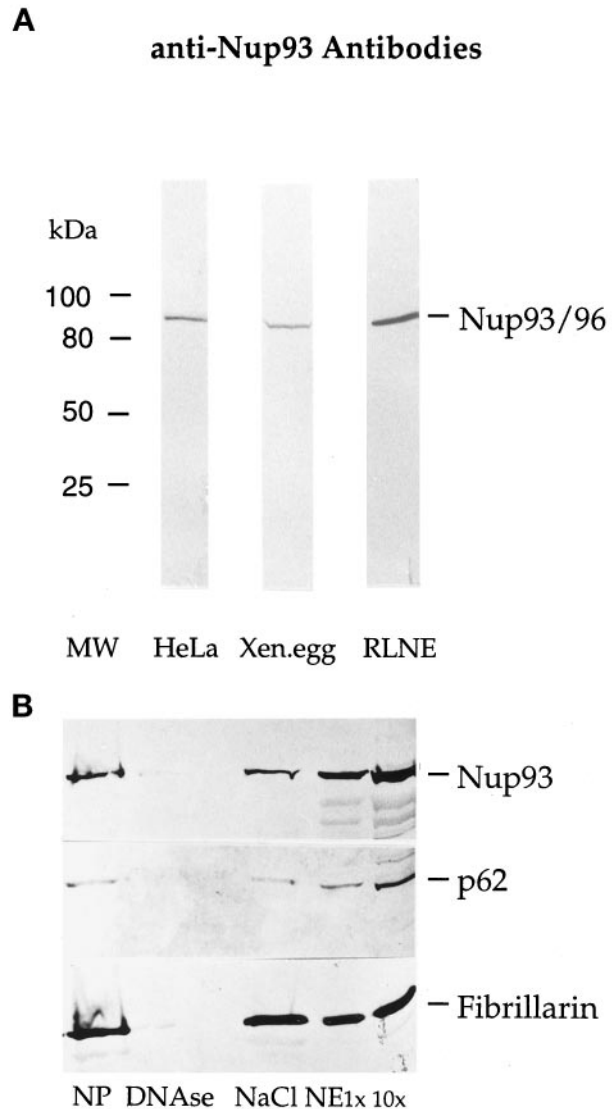 A
anti-Nup93 Antibodies
kDa
100
80
50
25
Nup93/96
MW HeLa Xen.egg RLNE
B
Nup93
p62
Fibrillarin
NP DNAse NaCl NE1x 10x